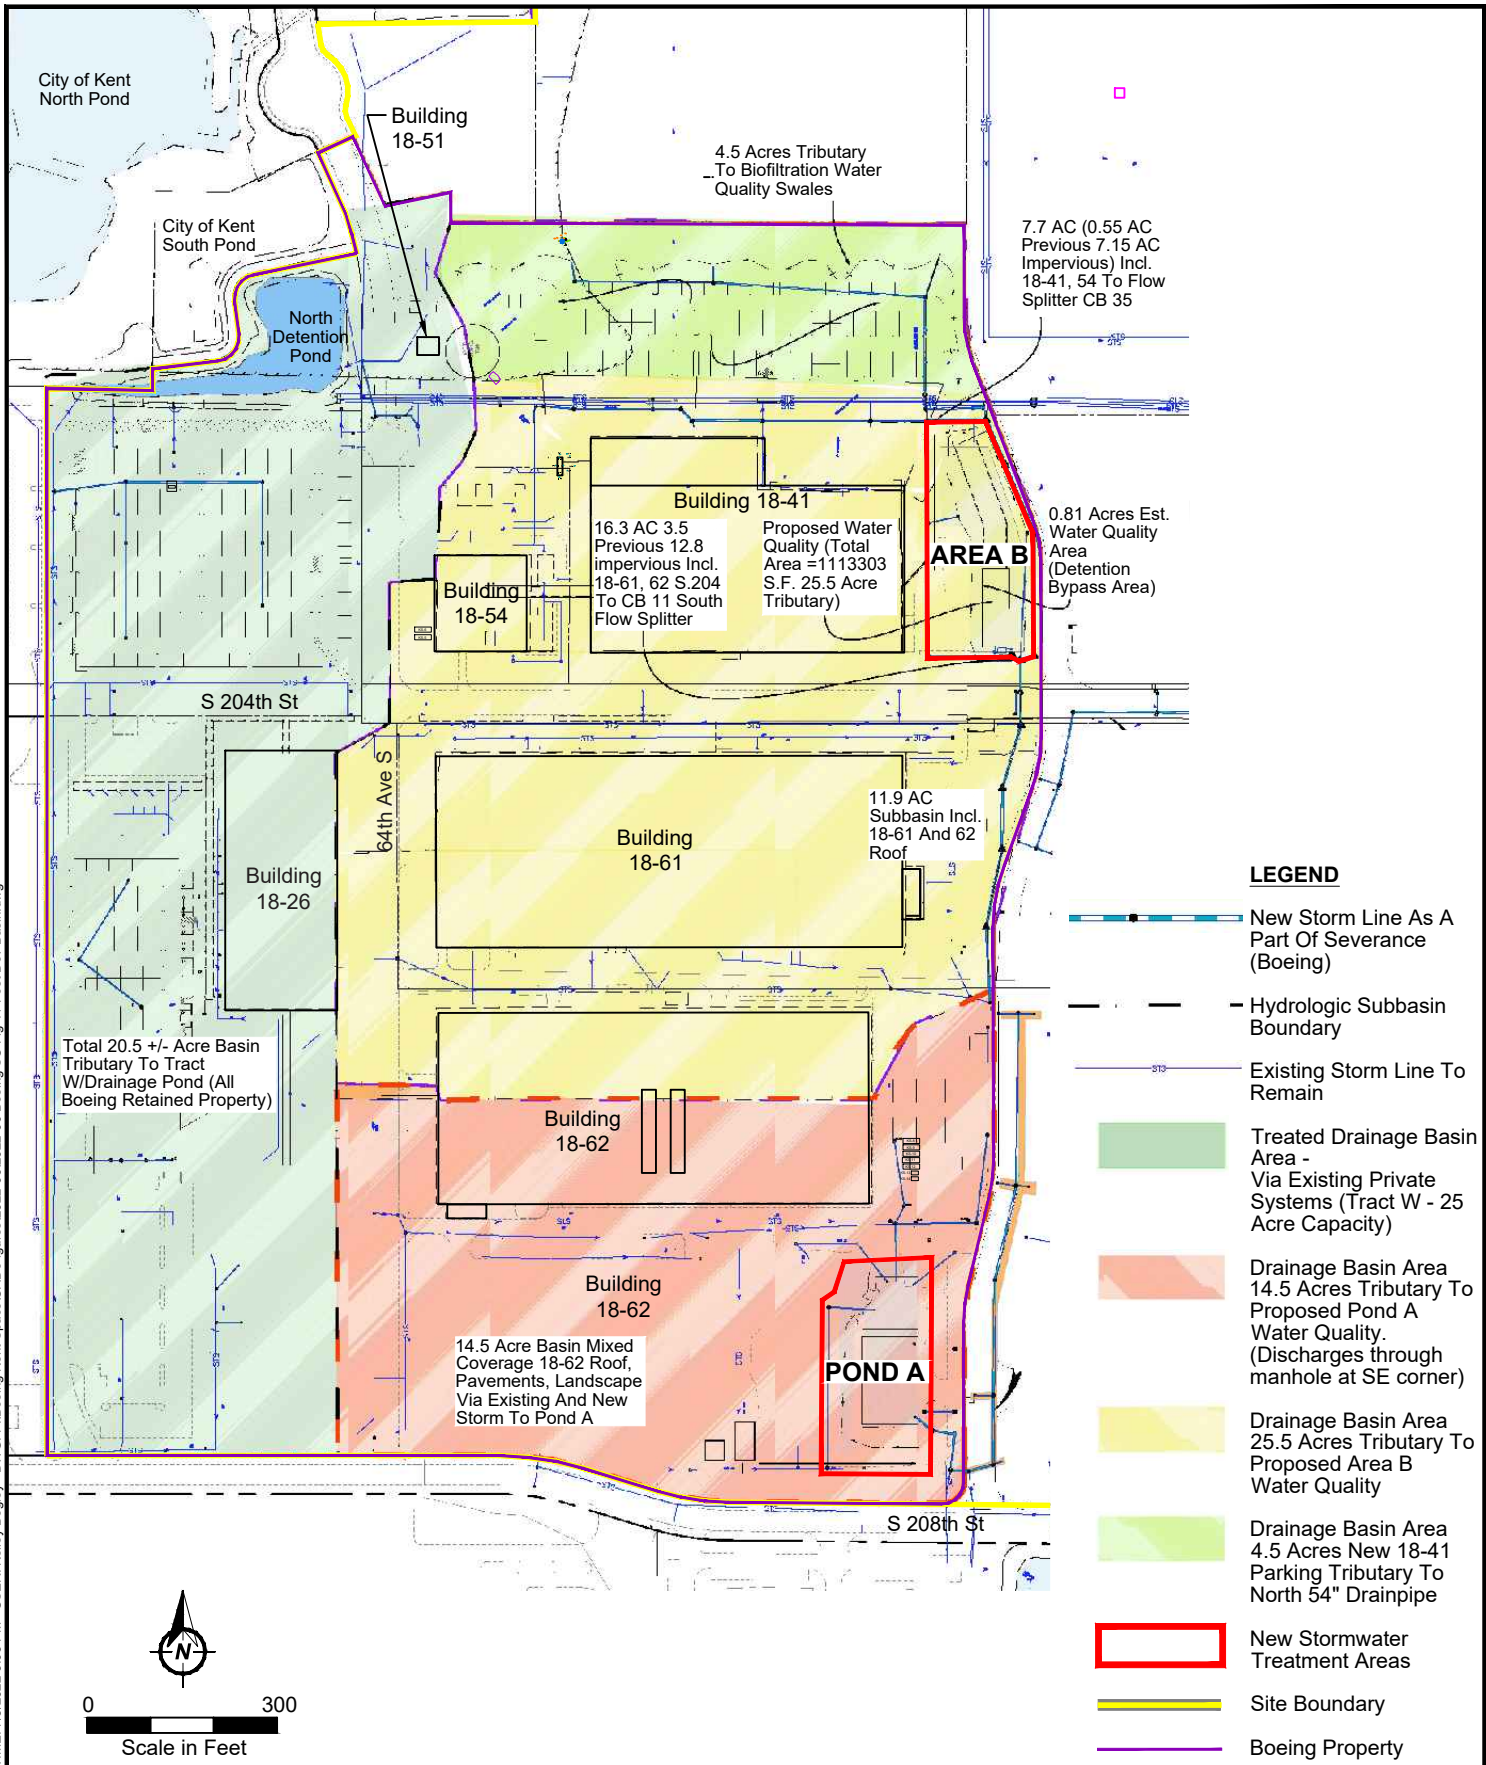 City of Kent
North Pond
Building
18-51
4.5 Acres Tributary
To Biofiltration Water
Quality Swales
City of Kent
South Pond
7.7 AC (0.55 AC
Previous 7.15 AC
Impervious) Incl.
18-41, 54 To Flow
Splitter CB 35
North
Detention
Pond
Building 18-41
16.3 AC 3.5
Previous 12.8
impervious Incl.
18-61, 62 S.204
To CB 11 South
Flow Splitter
Proposed Water
Quality (Total
Area =1113303
S.F. 25.5 Acre
Tributary)
AREA B
0.81 Acres Est.
Water Quality
Area
(Detention
Bypass Area)
Building
18-54
S 204th St
64th Ave S
Building
18-61
11.9 AC
Subbasin Incl.
18-61 And 62
Roof
Building
18-26
Total 20.5 +/- Acre Basin
Tributary To Tract
W/Drainage Pond (All
Boeing Retained Property)
Building
18-62
Building
18-62
14.5 Acre Basin Mixed
Coverage 18-62 Roof,
Pavements, Landscape
Via Existing And New
Storm To Pond A
POND A
S 208th St
N
0 300
Scale in Feet
LEGEND
New Storm Line As A
Part Of Severance
(Boeing)
Hydrologic Subbasin
Boundary
STS
Existing Storm Line To
Remain
Treated Drainage Basin
Area -
Via Existing Private
Systems (Tract W - 25
Acre Capacity)
Drainage Basin Area
14.5 Acres Tributary To
Proposed Pond A
Water Quality.
(Discharges through
manhole at SE corner)
Drainage Basin Area
25.5 Acres Tributary To
Proposed Area B
Water Quality
Drainage Basin Area
4.5 Acres New 18-41
Parking Tributary To
North 54" Drainpipe
New Stormwater
Treatment Areas
Site Boundary
Boeing Property